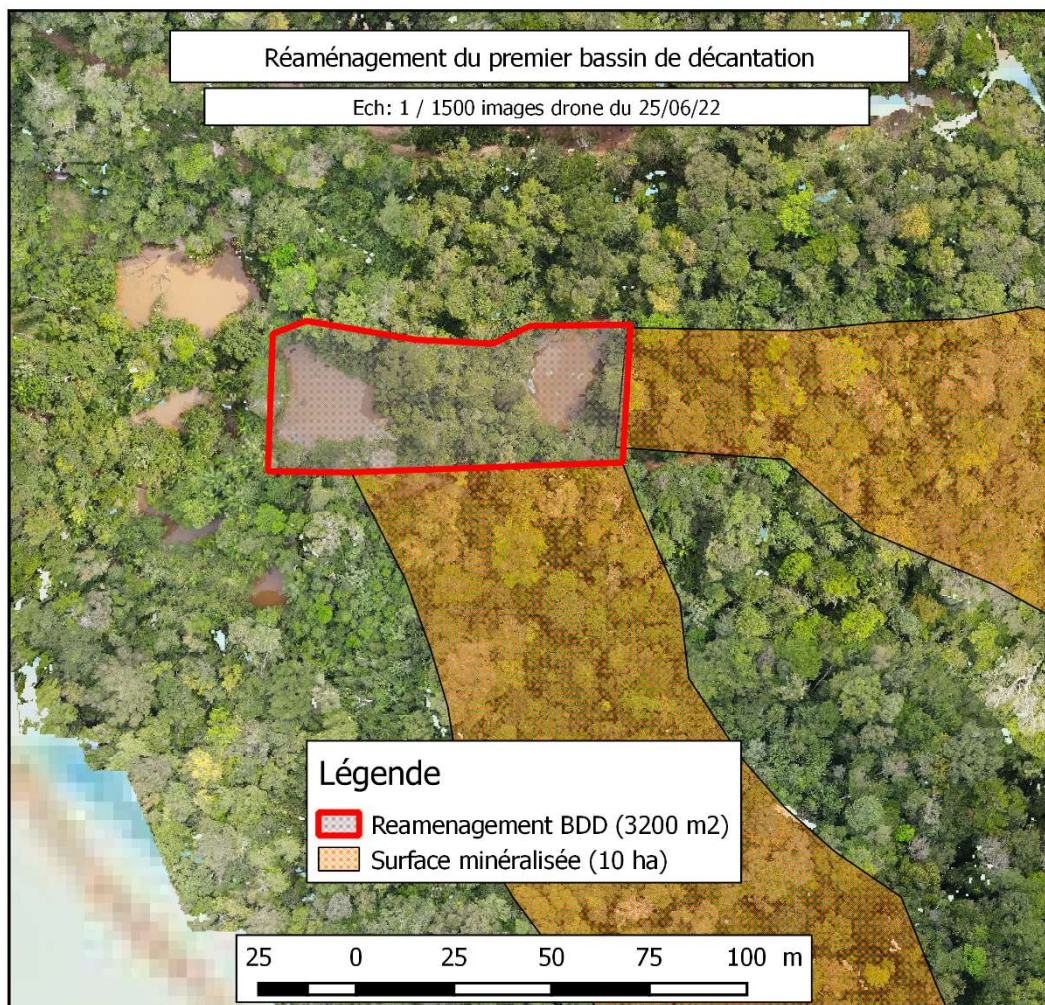 Réaménagement du premier bassin de décantation
Ech: 1 / 1500 images drone du 25/06/22
Légende
Reamenagement BDD (3200 m2)
Surface minéralisée (10 ha)
25 0 25 50 75 100 m